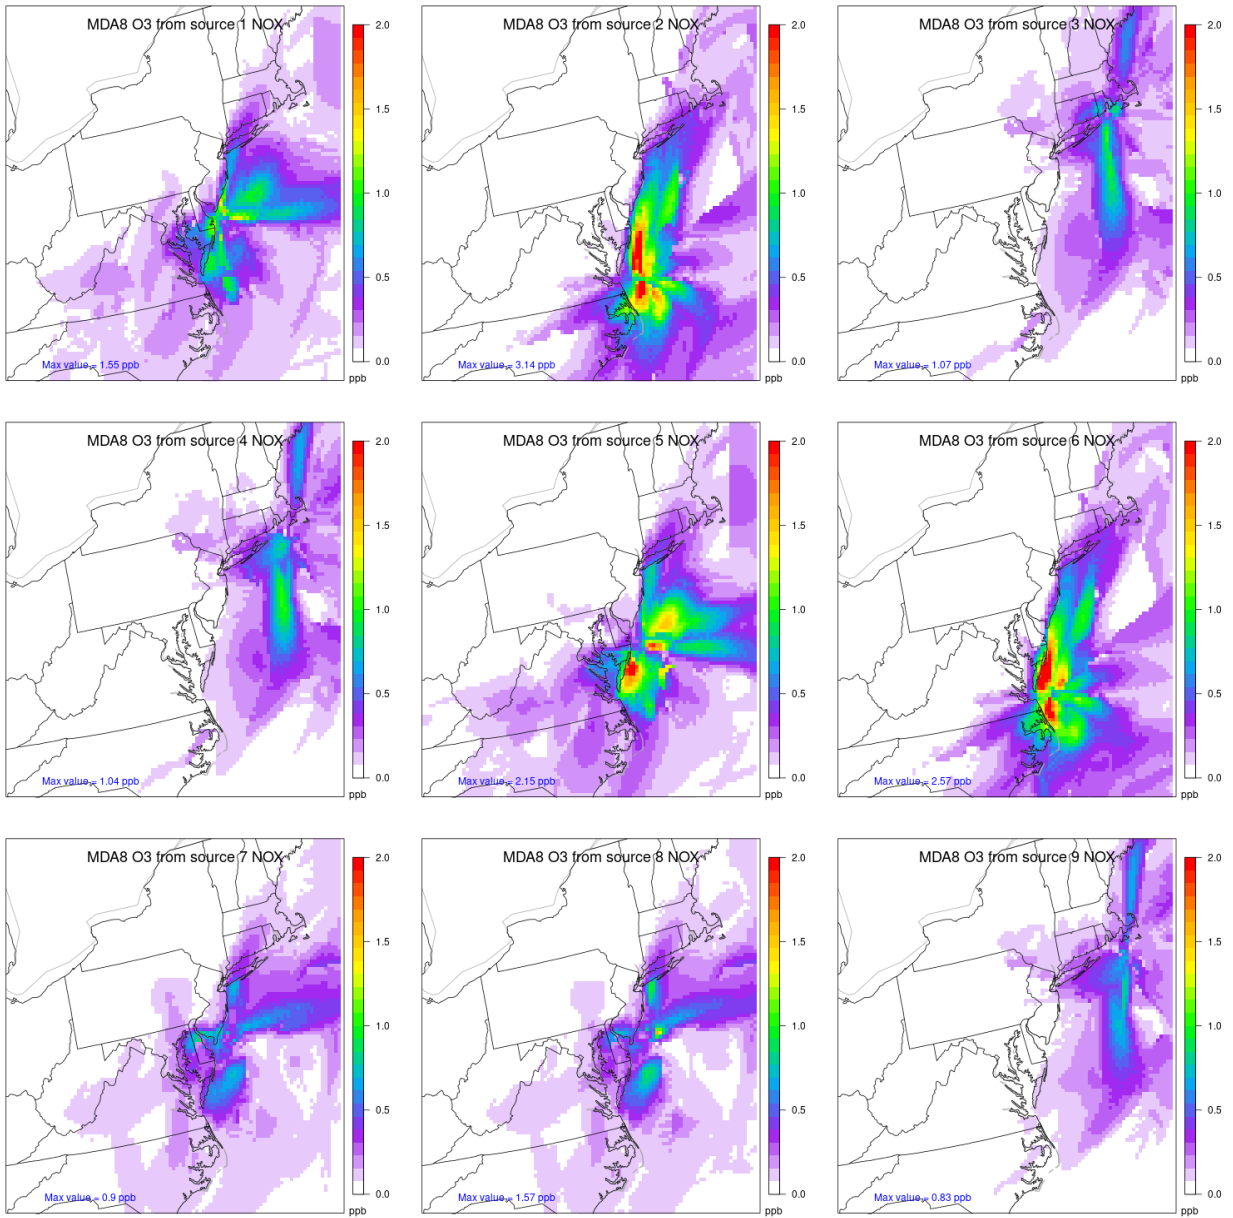 MDA8 O3 from source 1 NOX
2.0
1.5
1.0
0.5
0.0
ppb
Max value = 1.55 ppb
MDA8 O3 from source 2 NOX
2.0
1.5
1.0
0.5
0.0
ppb
Max value = 3.14 ppb
MDA8 O3 from source 3 NOX
2.0
1.5
1.0
0.5
0.0
ppb
Max value = 1.07 ppb
MDA8 O3 from source 4 NOX
2.0
1.5
1.0
0.5
0.0
ppb
Max value = 1.04 ppb
MDA8 O3 from source 5 NOX
2.0
1.5
1.0
0.5
0.0
ppb
Max value = 2.15 ppb
MDA8 O3 from source 6 NOX
2.0
1.5
1.0
0.5
0.0
ppb
Max value = 2.57 ppb
MDA8 O3 from source 7 NOX
2.0
1.5
1.0
0.5
0.0
ppb
Max value = 0.9 ppb
MDA8 O3 from source 8 NOX
2.0
1.5
1.0
0.5
0.0
ppb
Max value = 1.57 ppb
MDA8 O3 from source 9 NOX
2.0
1.5
1.0
0.5
0.0
ppb
Max value = 0.83 ppb